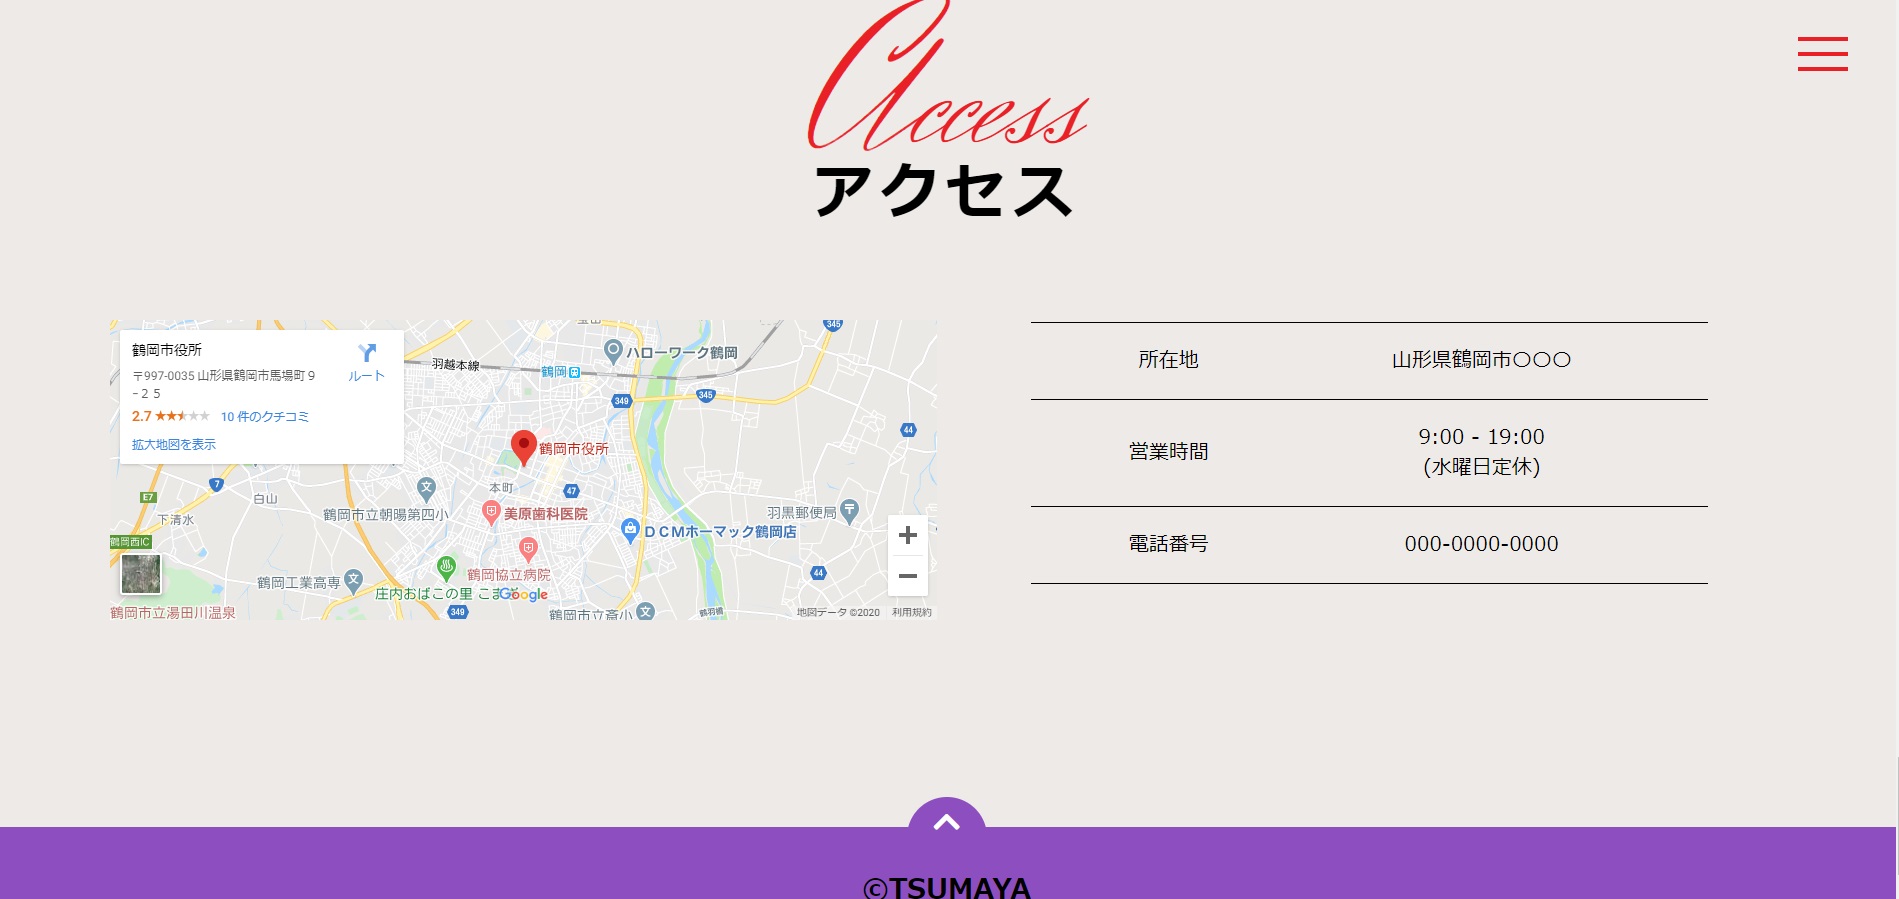 Access
アクセス
鶴岡市役所
〒997-0035 山形県鶴岡市馬場町９
−２５
ルート
2.7
10 件のクチコミ
拡大地図を表示
345
ハローワーク鶴岡
羽越本線
鶴岡
349
345
44
鶴岡市役所
7
E7
白山
本町
47
下清水
鶴岡市立朝暘第四小
美原歯科医院
羽黒郵便局
ＤＣＭホーマック鶴岡店
鶴岡西IC
鶴岡工業高専
鶴岡協立病院
44
庄内おばこの里 こま
Google
鶴岡市立湯田川温泉
349
鶴岡市立斎小
鶴羽橋
地図データ ©2020
利用規約
所在地
山形県鶴岡市〇〇〇
営業時間
9:00 - 19:00
(水曜日定休)
電話番号
000-0000-0000
©TSUMAYA